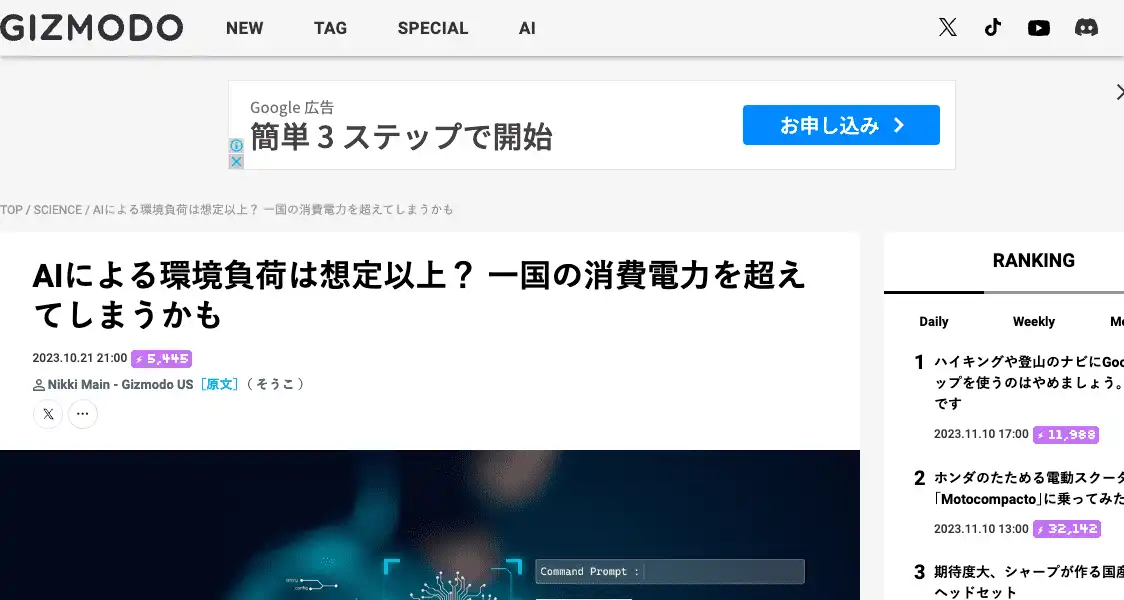 GIZMODO
NEW
TAG
SPECIAL
AI
Google 広告
簡単 3 ステップで開始
お申し込み
TOP / SCIENCE / AIによる環境負荷は想定以上？ 一国の消費電力を超えてしまうかも
AIによる環境負荷は想定以上？ 一国の消費電力を超え
てしまうかも
2023.10.21 21:00 5,445
Nikki Main - Gizmodo US ［原文］（ そうこ ）
Command Prompt :
RANKING
Daily
Weekly
1 ハイキングや登山のナビにGoo
ップを使うのはやめましょう。
です
2023.11.10 17:00 11,988
2 ホンダのたためる電動スクータ
「Motocompacto」に乗ってみた
2023.11.10 13:00 32,142
3 期待度大、シャープが作る国産
ヘッドセット